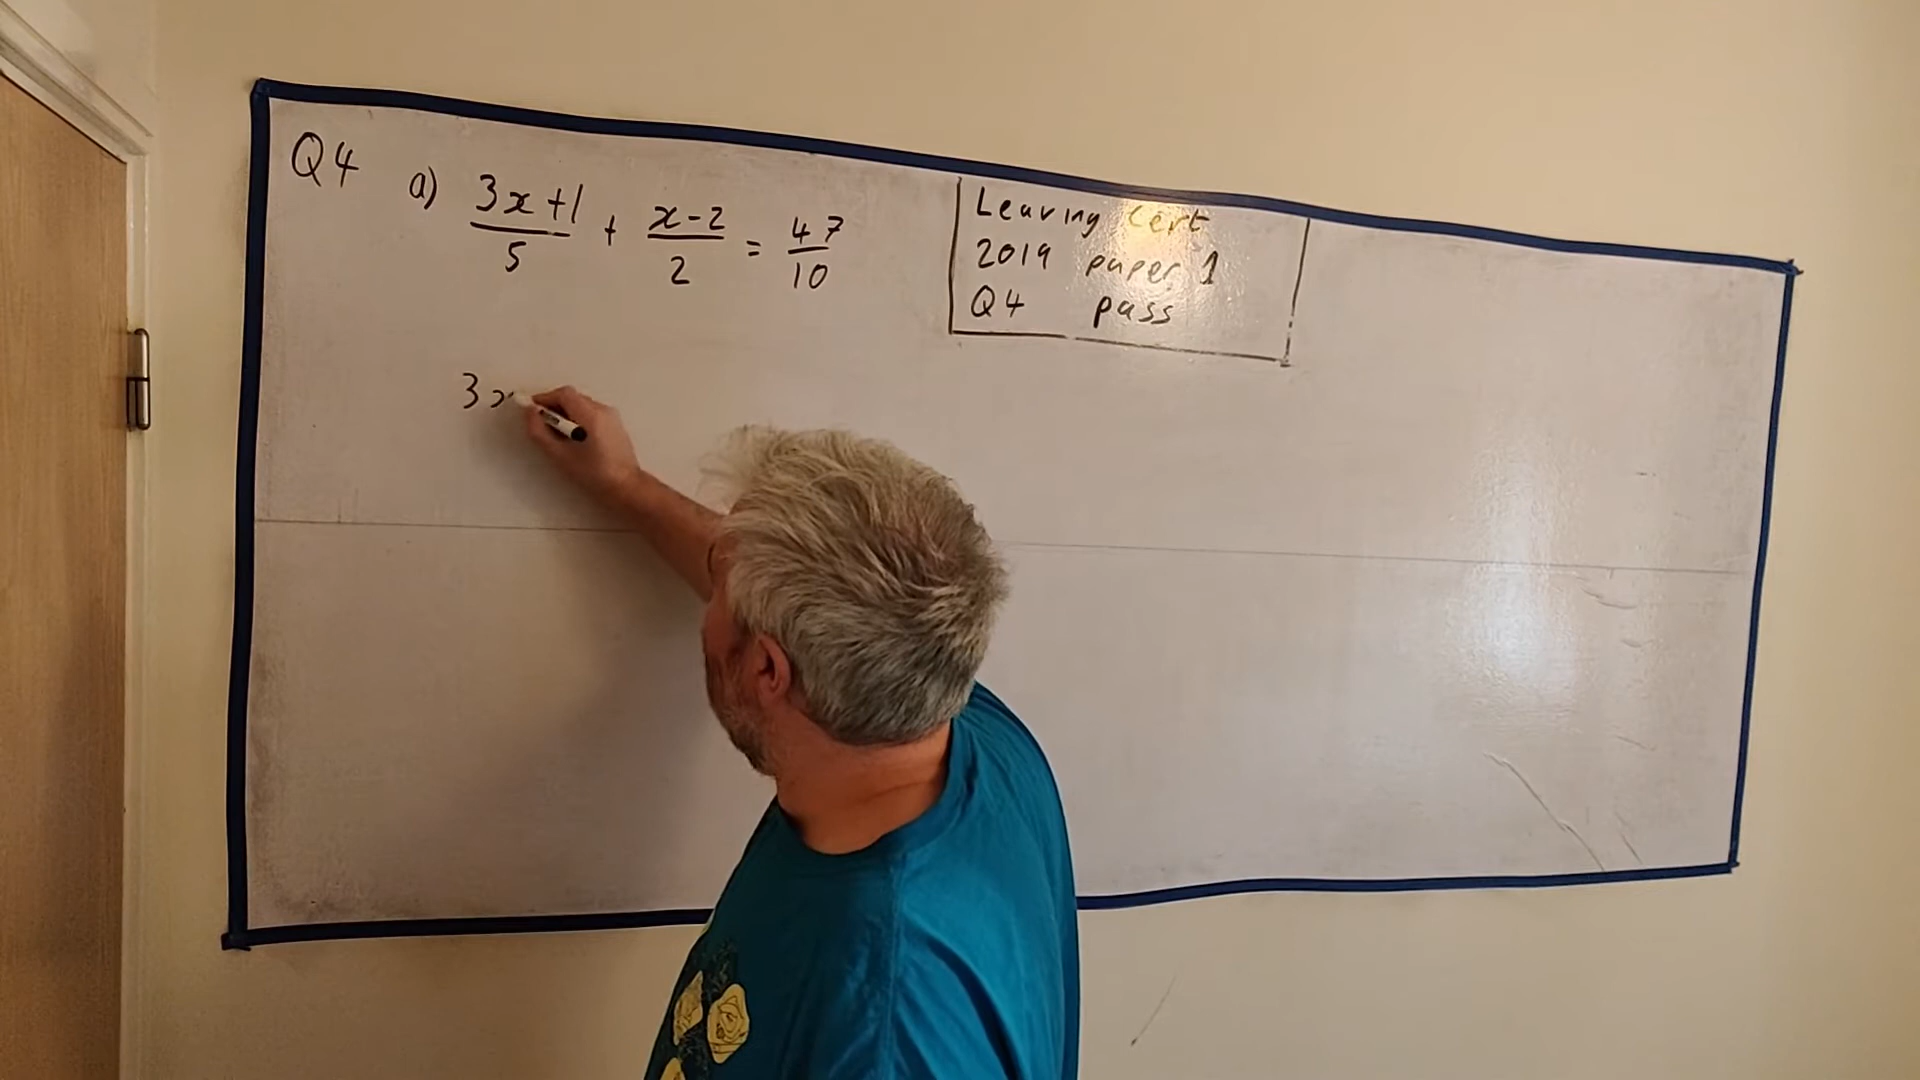 Q4 a) (3x+1)/5 + (x-2)/2 = 47/10
Leaving Cert
2019 paper 1
Q4 pass
3x